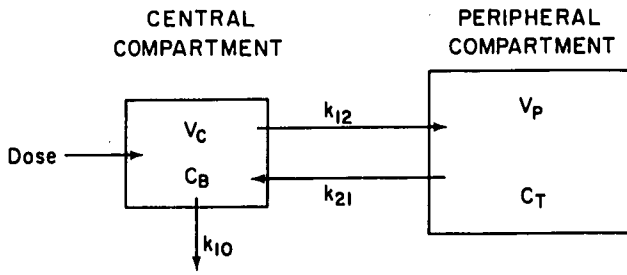 CENTRAL
COMPARTMENT
PERIPHERAL
COMPARTMENT
Dose
V_C
C_B
k_12
k_21
k_10
V_P
C_T